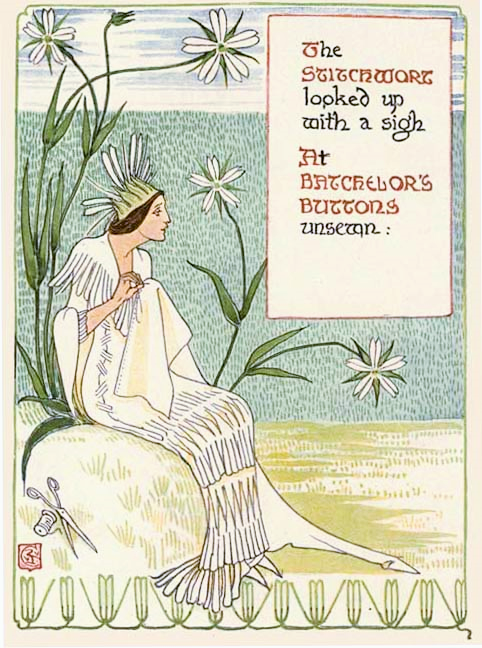 The
STITCHWORT
looked up
with a sigh
At
BATCHELOR'S
BUTTONS
unsewn :